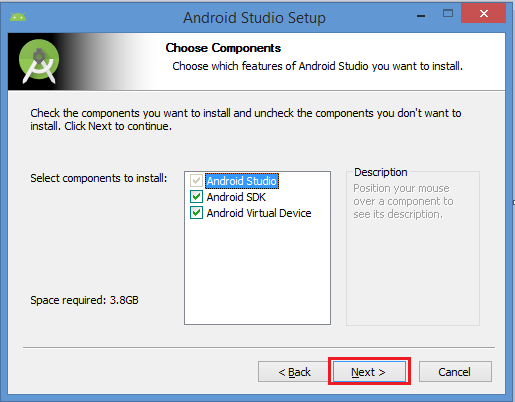 Android Studio Setup
Choose Components
Choose which features of Android Studio you want to install.
Check the components you want to install and uncheck the components you don't want to
install. Click Next to continue.
Select components to install:
Android Studio
Android SDK
Android Virtual Device
Description
Position your mouse
over a component to
see its description.
Space required: 3.8GB
< Back
Next >
Cancel